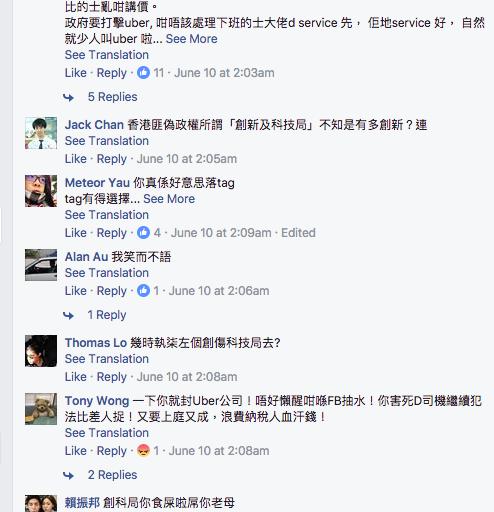 比的士亂咁講價。
政府要打擊uber, 咁唔該處理下班的士大佬d service 先， 佢地service 好， 自然
就少人叫uber 啦... See More
See Translation
Like · Reply · 11 · June 10 at 2:03am
5 Replies
Jack Chan 香港匪偽政權所謂「創新及科技局」不知是有多創新？連
See Translation
Like · Reply · June 10 at 2:05am
Meteor Yau 你真係好意思落tag
tag有得選擇... See More
See Translation
Like · Reply · 4 · June 10 at 2:09am · Edited
Alan Au 我笑而不語
See Translation
Like · Reply · 1 · June 10 at 2:06am
1 Reply
Thomas Lo 幾時執柒左個創傷科技局去?
See Translation
Like · Reply · June 10 at 2:08am
Tony Wong 一下你就封Uber公司！唔好懶醒咁喺FB抽水！你害死D司機繼續犯
法比差人捉！又要上庭又成，浪費納稅人血汗錢！
See Translation
Like · Reply · 1 · June 10 at 2:08am
2 Replies
賴振邦 創科局你食屎啦屌你老母